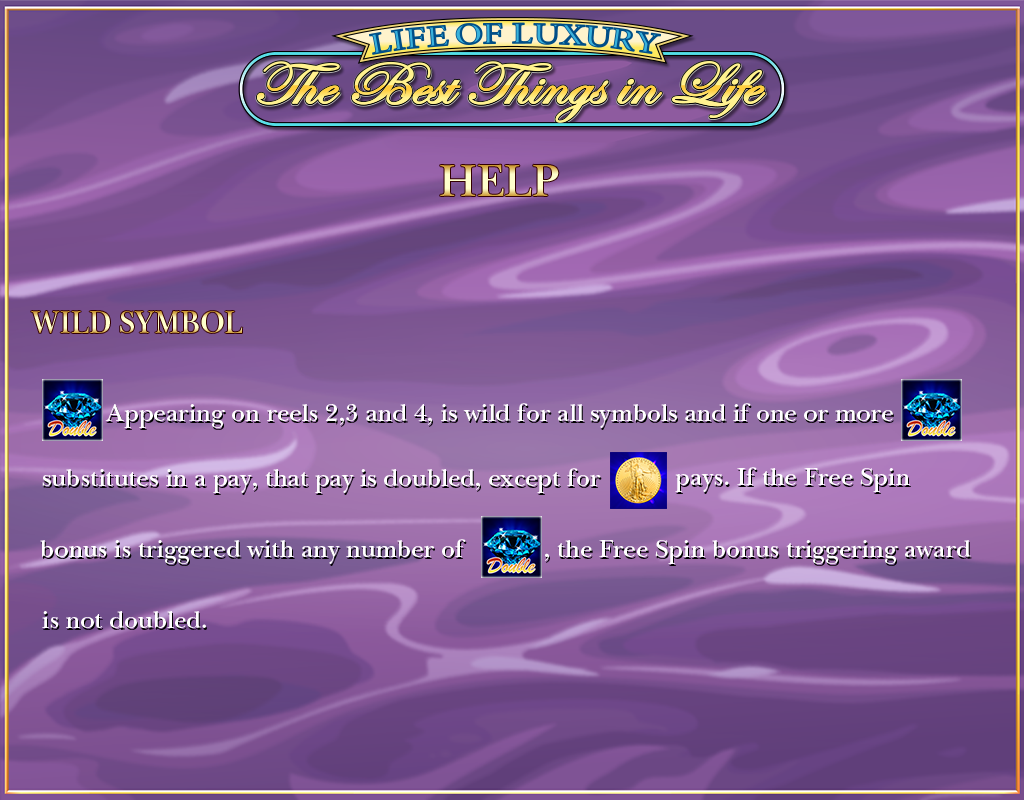 LIFE OF LUXURY
The Best Things in Life
HELP
WILD SYMBOL
Double Appearing on reels 2,3 and 4, is wild for all symbols and if one or more Double
substitutes in a pay, that pay is doubled, except for pays. If the Free Spin
bonus is triggered with any number of Double, the Free Spin bonus triggering award
is not doubled.